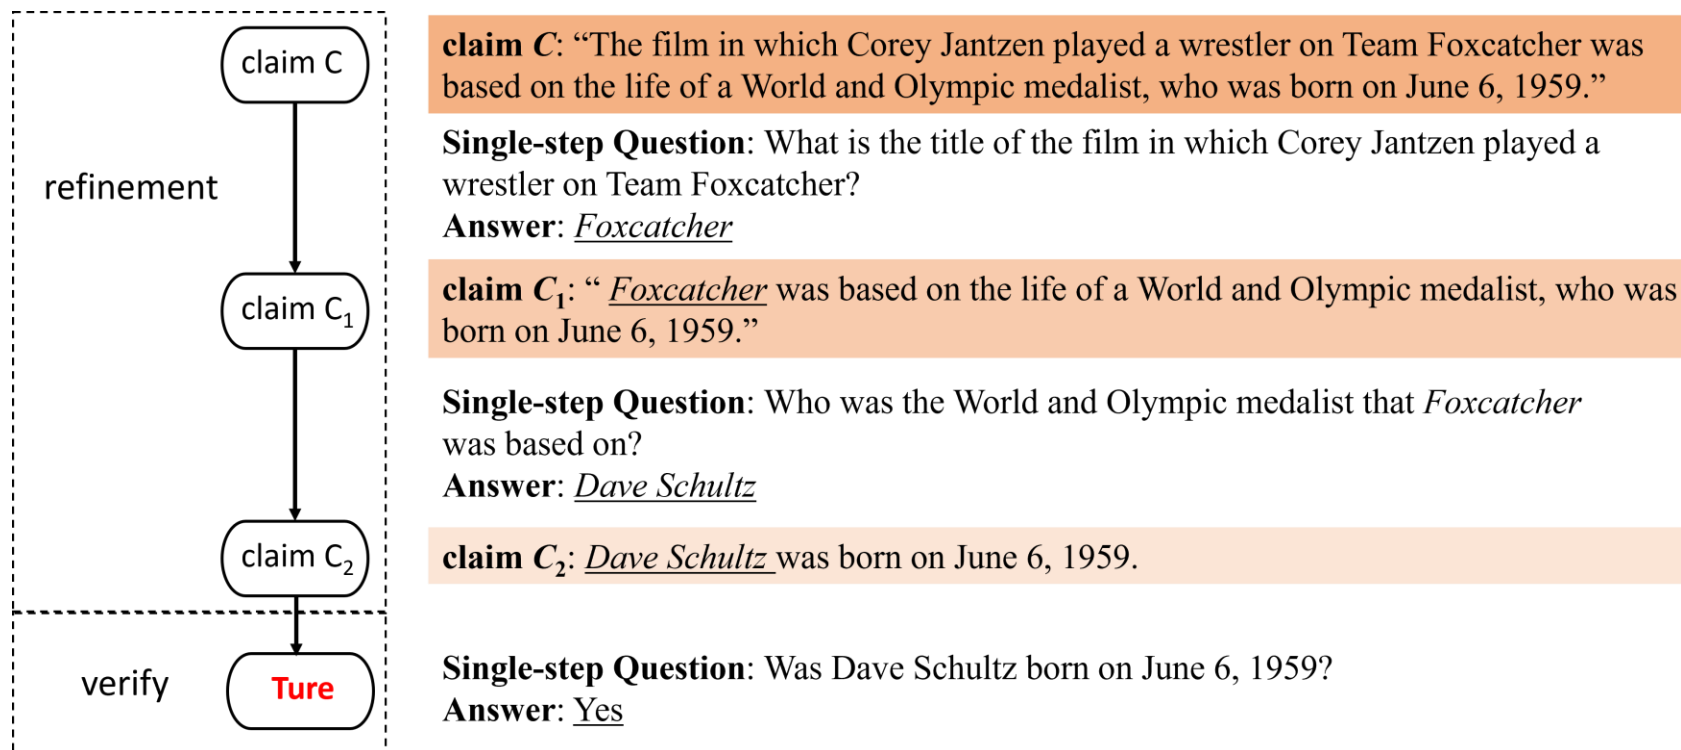 claim C
refinement
claim C1
claim C2
verify
Ture
claim C: “The film in which Corey Jantzen played a wrestler on Team Foxcatcher was
based on the life of a World and Olympic medalist, who was born on June 6, 1959.”
Single-step Question: What is the title of the film in which Corey Jantzen played a
wrestler on Team Foxcatcher?
Answer: Foxcatcher
claim C1: “ Foxcatcher was based on the life of a World and Olympic medalist, who was
born on June 6, 1959.”
Single-step Question: Who was the World and Olympic medalist that Foxcatcher
was based on?
Answer: Dave Schultz
claim C2: Dave Schultz was born on June 6, 1959.
Single-step Question: Was Dave Schultz born on June 6, 1959?
Answer: Yes